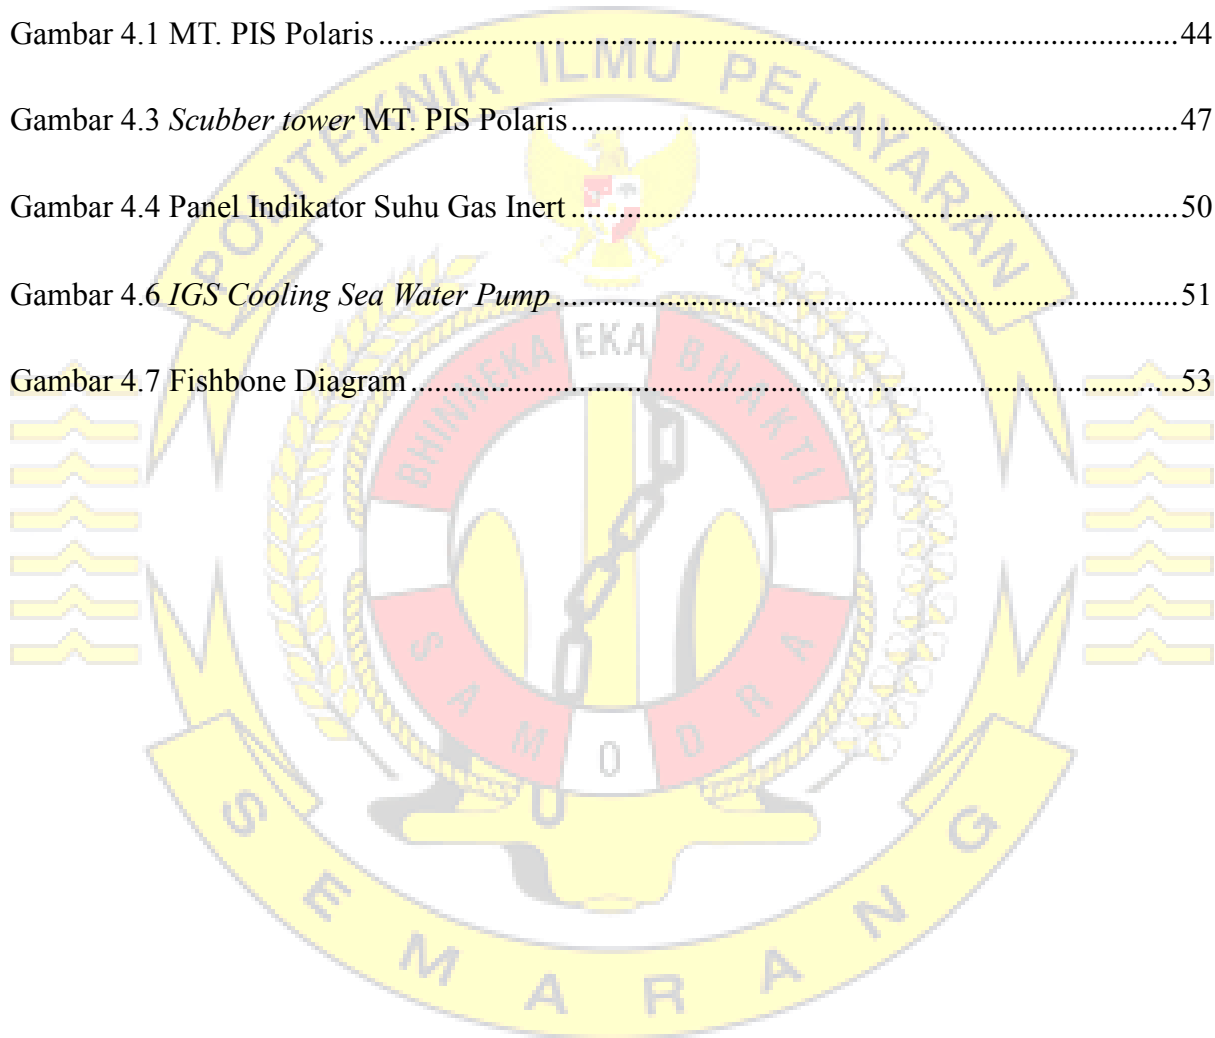 Gambar 4.1 MT. PIS Polaris....................................................................................................44
Gambar 4.3 Scubber tower MT. PIS Polaris............................................................................47
Gambar 4.4 Panel Indikator Suhu Gas Inert............................................................................50
Gambar 4.6 IGS Cooling Sea Water Pump..............................................................................51
Gambar 4.7 Fishbone Diagram................................................................................................53
POLITEKNIK ILMU PELAYARAN
BHINNEKA EKA BHAKTI
SAMODRA
SEMARANG